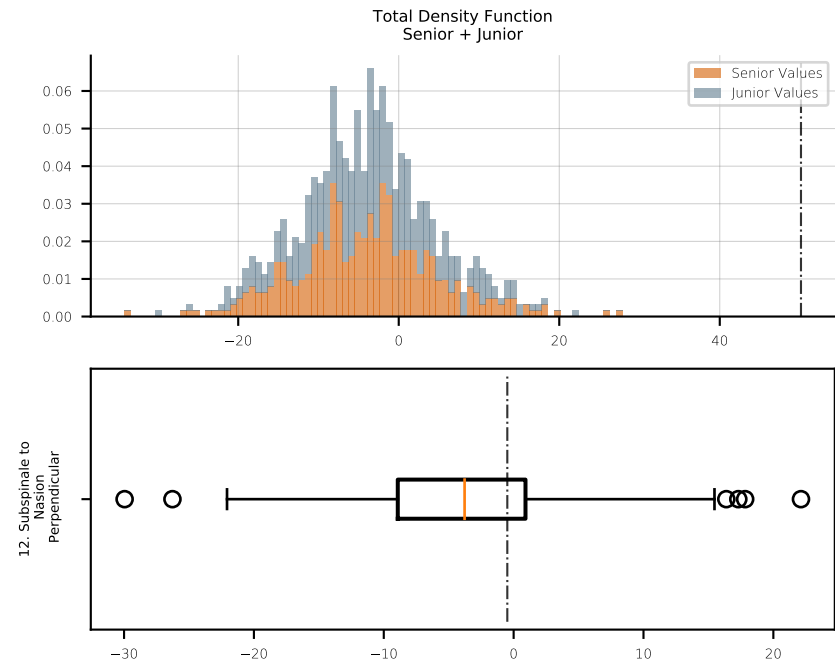 Total Density Function
Senior + Junior
Senior Values
Junior Values
0.06
0.05
0.04
0.03
0.02
0.01
0.00
−20
0
20
40
12. Subspinale to
Nasion
Perpendicular
−30
−20
−10
0
10
20